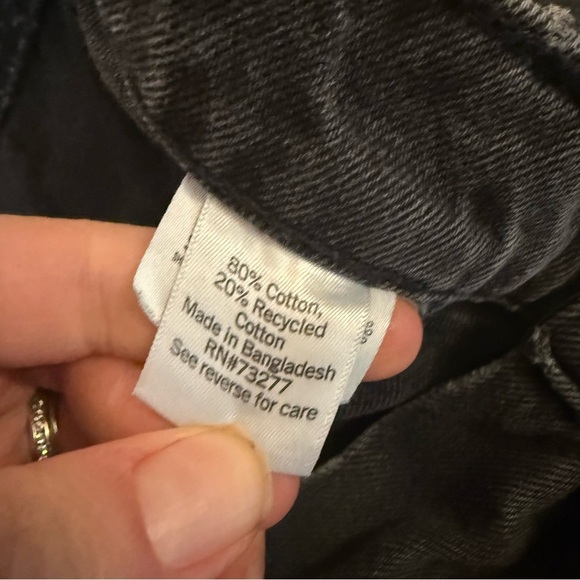 80% Cotton,
20% Recycled
Cotton
Made in Bangladesh
RN#73277
See reverse for care